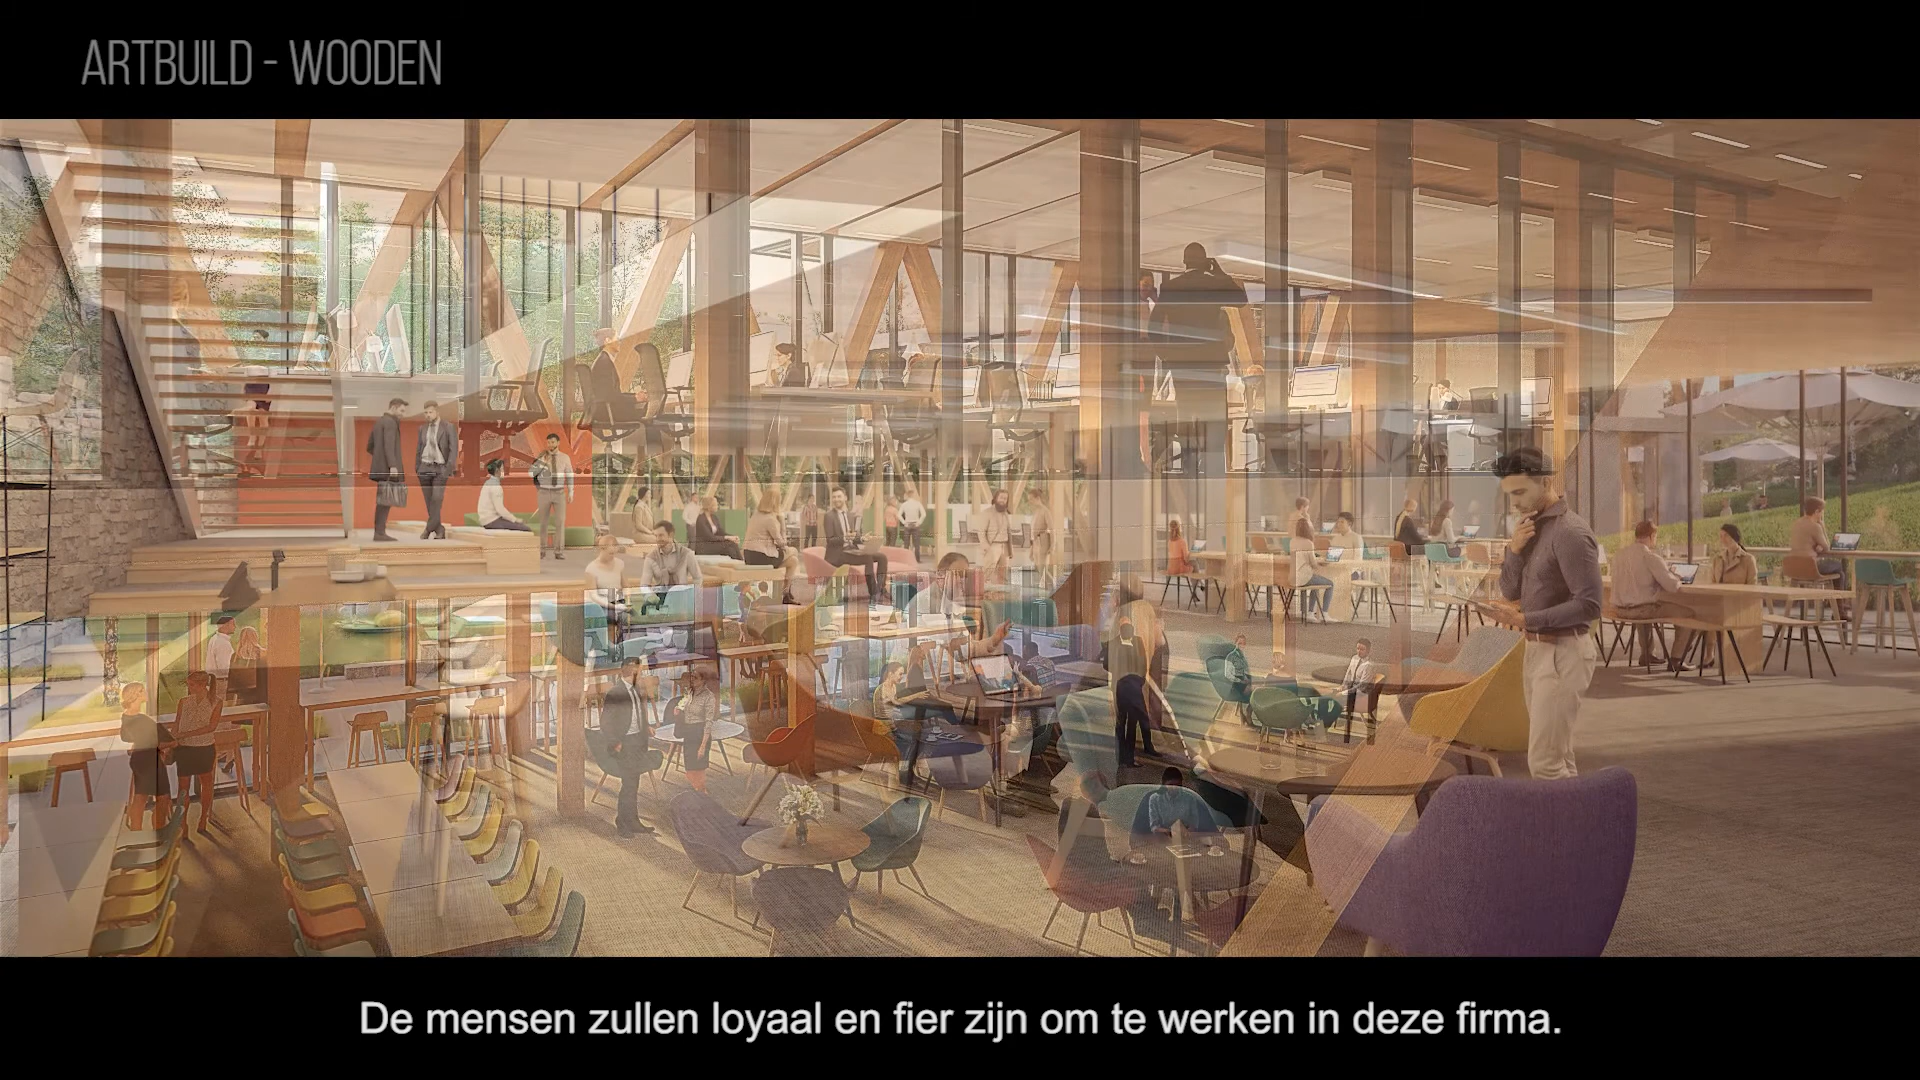 ARTBUILD - WOODEN
De mensen zullen loyaal en fier zijn om te werken in deze firma.